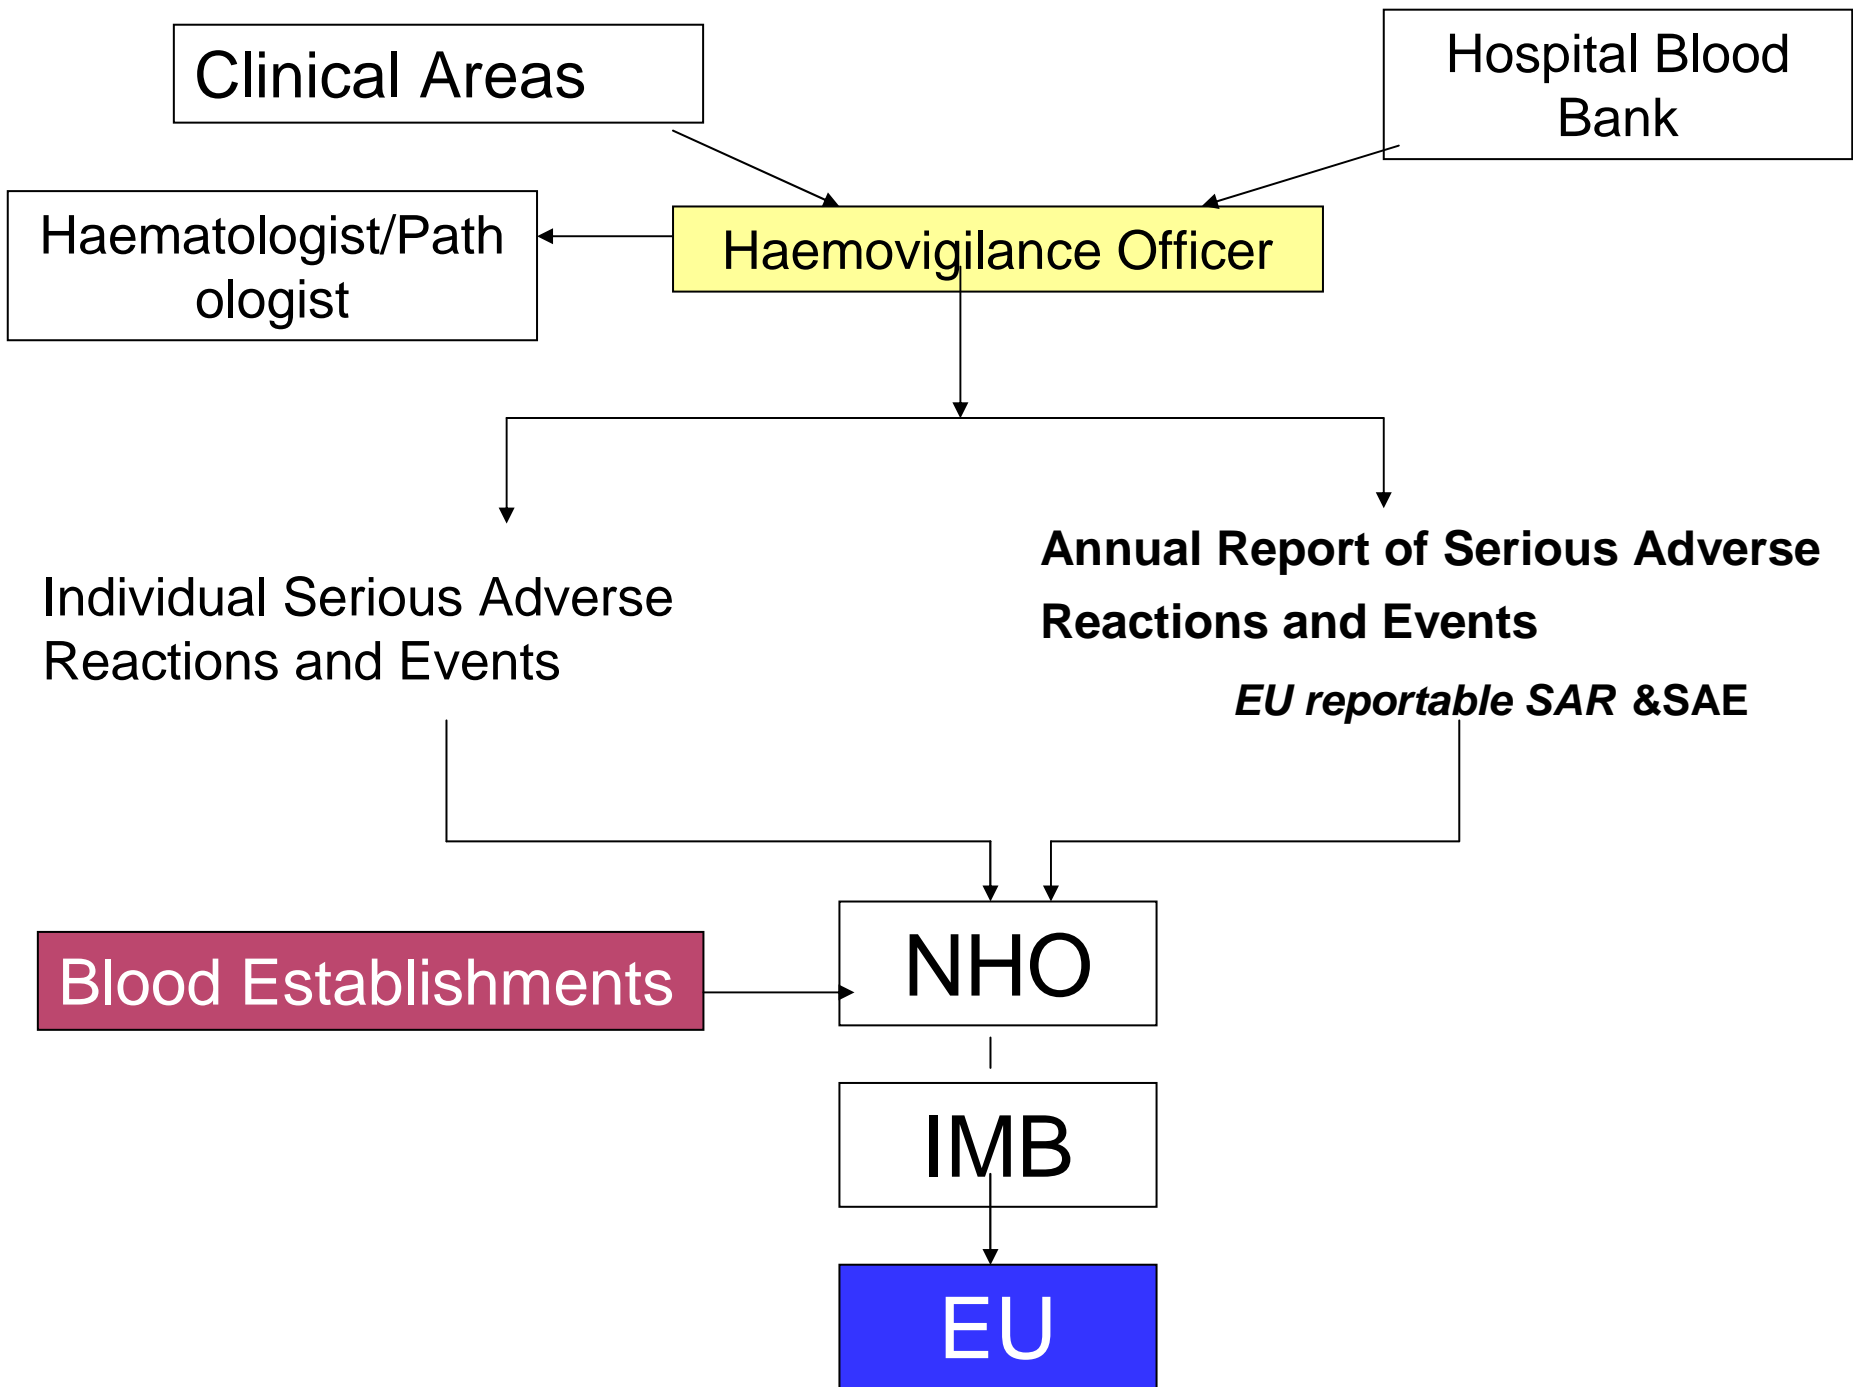 Clinical Areas
Hospital Blood
Bank
Haematologist/Path
ologist
Haemovigilance Officer
Individual Serious Adverse
Reactions and Events
Annual Report of Serious Adverse
Reactions and Events
EU reportable SAR &SAE
Blood Establishments
NHO
IMB
EU